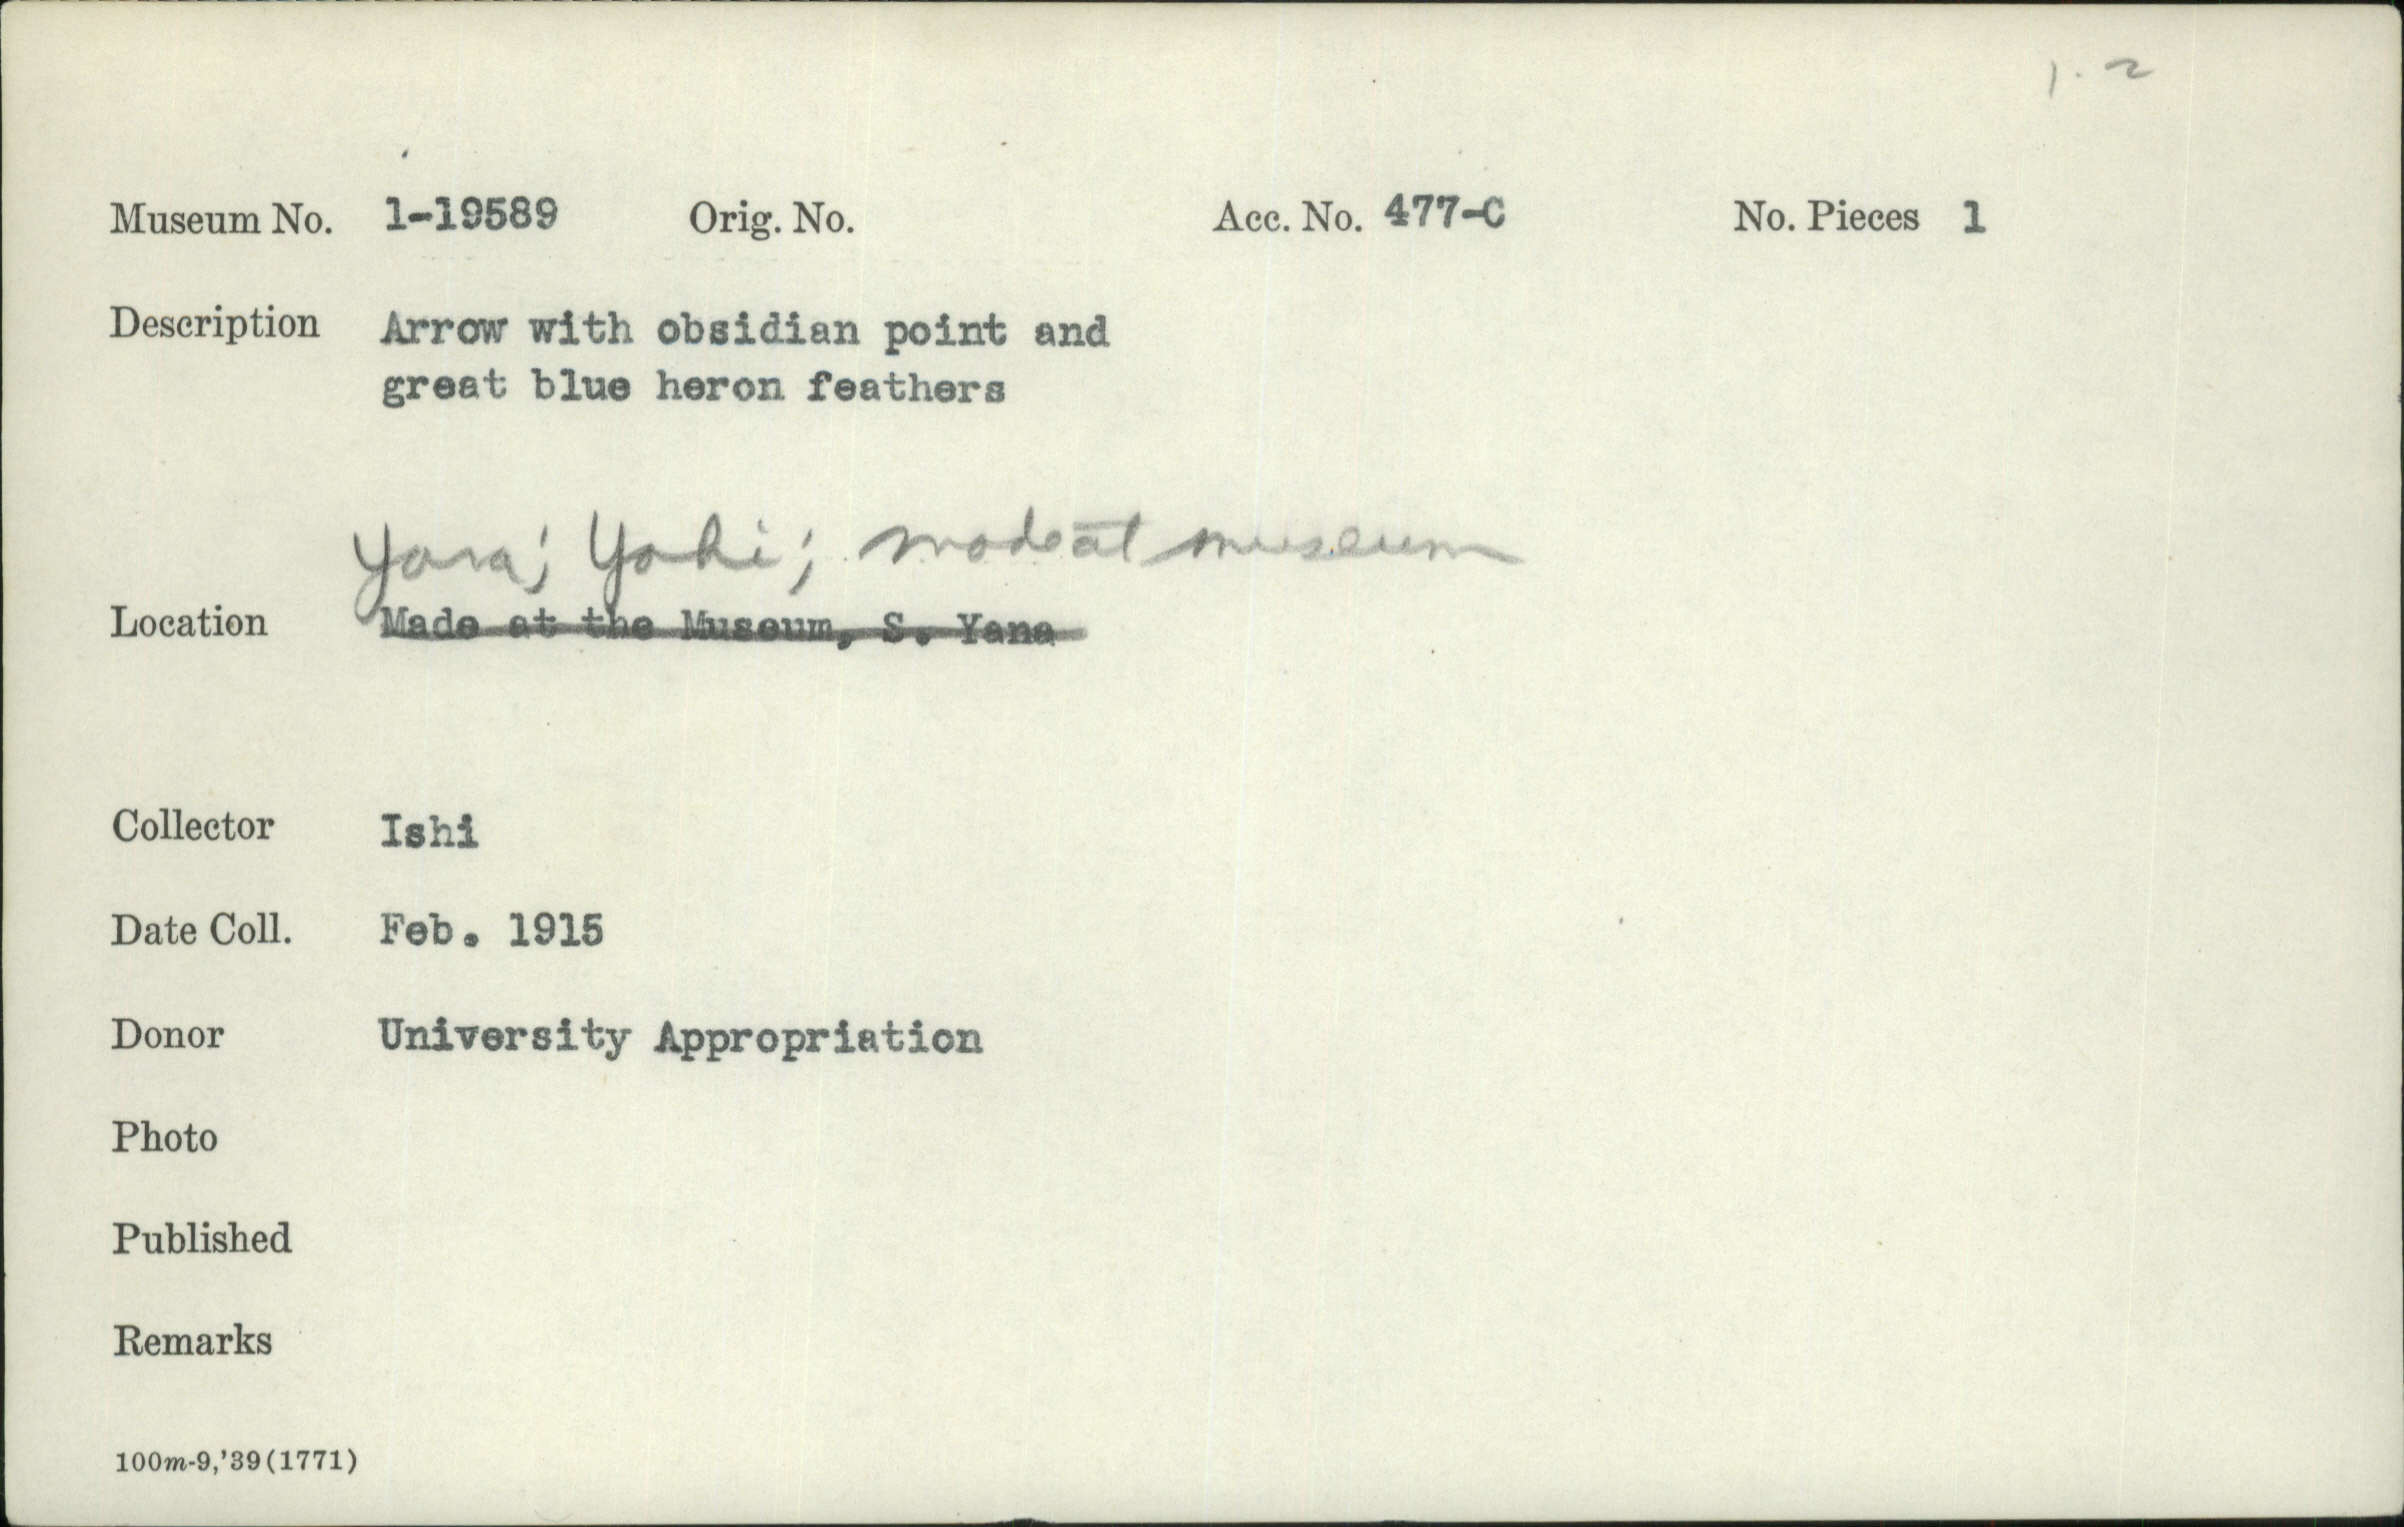 1.2
Museum No. 1-19589 Orig. No. Acc. No. 477-C No. Pieces 1
Description Arrow with obsidian point and
great blue heron feathers
Yana; Yahi; made at museum
Location Made at the Museum, S. Yana
Collector Ishi
Date Coll. Feb. 1915
Donor University Appropriation
Photo
Published
Remarks
100m-9,'39(1771)